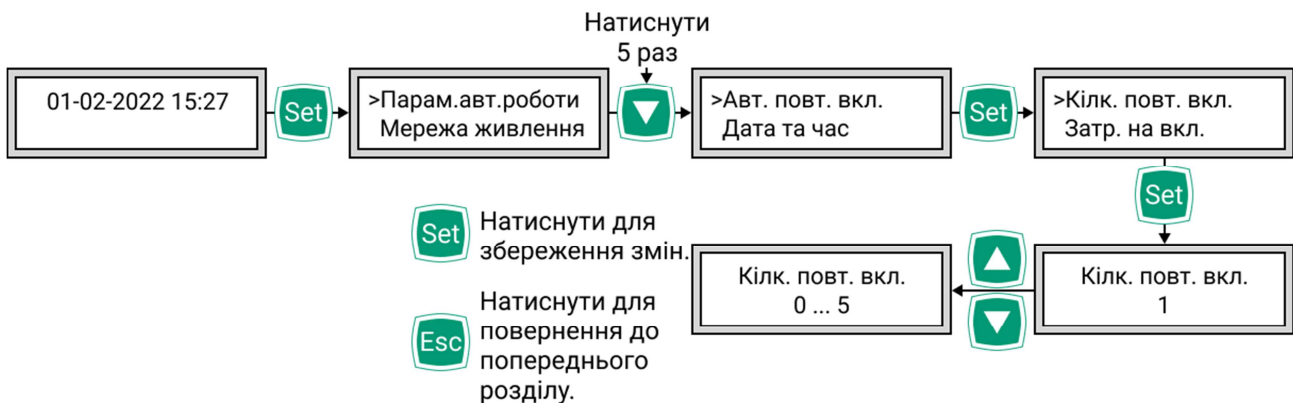 Натиснути
5 раз
01-02-2022 15:27
Set
>Парам.авт.роботи
Мережа живлення
>Авт. повт. вкл.
Дата та час
Set
>Кілк. повт. вкл.
Затр. на вкл.
Set
Set
Натиснути для
збереження змін.
Кілк. повт. вкл.
0 ... 5
Кілк. повт. вкл.
1
Esc
Натиснути для
повернення до
попереднього
розділу.